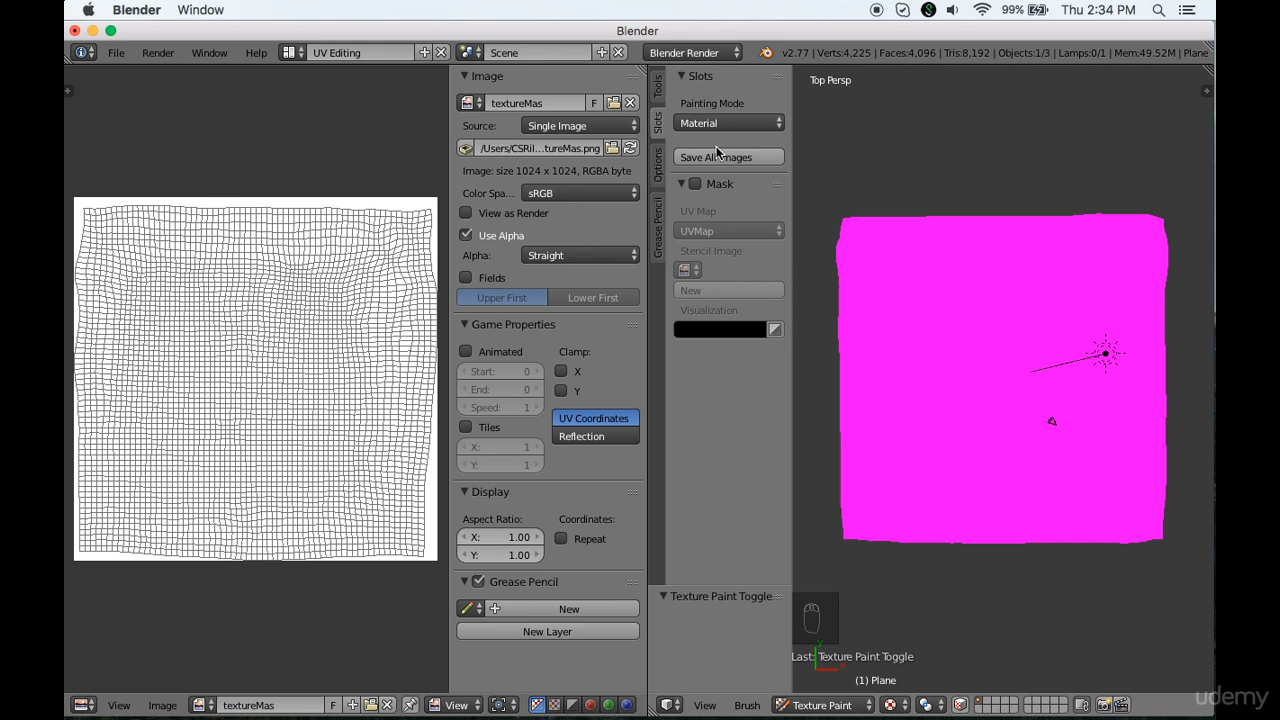 Blender Window 99% Thu 2:34 PM
Blender
File Render Window Help UV Editing Scene Blender Render v2.77 | Verts:4,225 | Faces:4,096 | Tris:8,192 | Objects:1/3 | Lamps:0/1 | Mem:49.52M | Plane
Image
textureMas F
Source: Single Image
/Users/CSRil...tureMas.png
Image: size 1024 x 1024, RGBA byte
Color Spa... sRGB
View as Render
Use Alpha
Alpha: Straight
Fields
Upper First Lower First
Game Properties
Animated Clamp:
Start: 0 X
End: 0 Y
Speed: 1
UV Coordinates
Tiles Reflection
X: 1
Y: 1
Display
Aspect Ratio: Coordinates:
X: 1.00 Repeat
Y: 1.00
Grease Pencil
New
New Layer
Tools
Slots
Options
Grease Pencil
Slots
Painting Mode
Material
Save All Images
Mask
UV Map
UVMap
Stencil Image
New
Visualization
Texture Paint Toggle
Top Persp
Last: Texture Paint Toggle
(1) Plane
View Image textureMas F View
View Brush Texture Paint
udemy